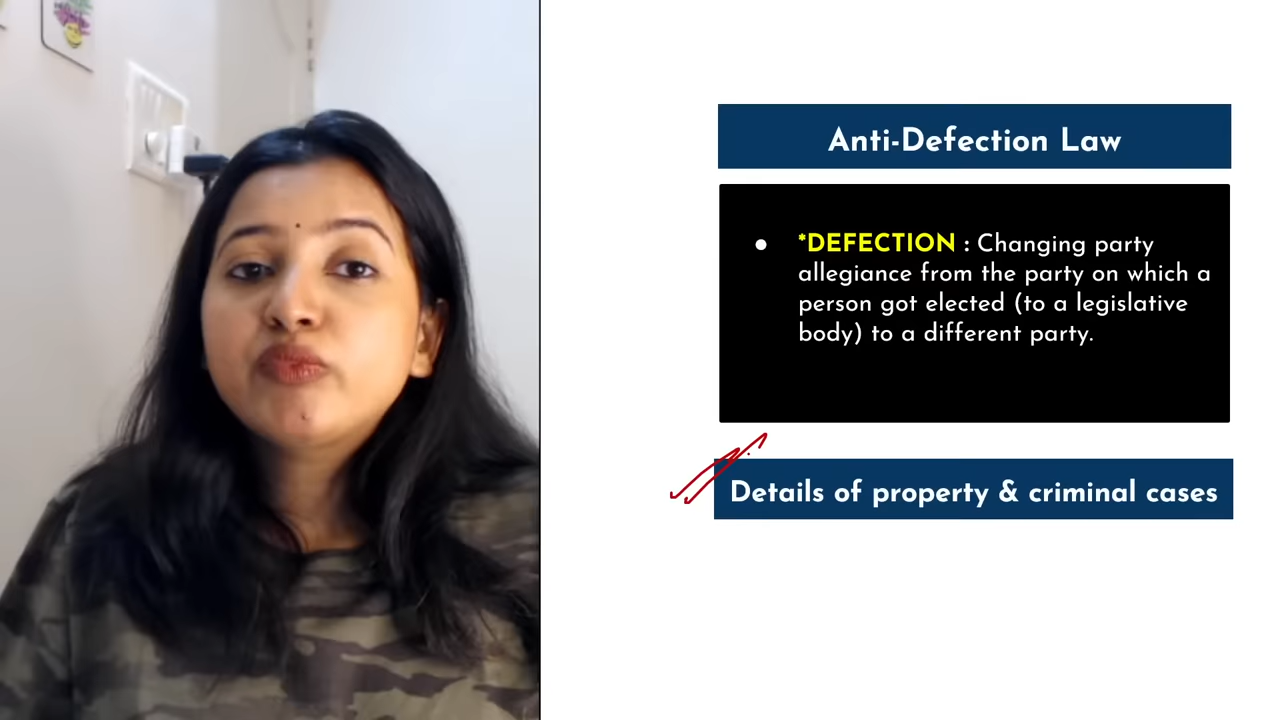 Anti-Defection Law
● *DEFECTION : Changing party
allegiance from the party on which a
person got elected (to a legislative
body) to a different party.
Details of property & criminal cases